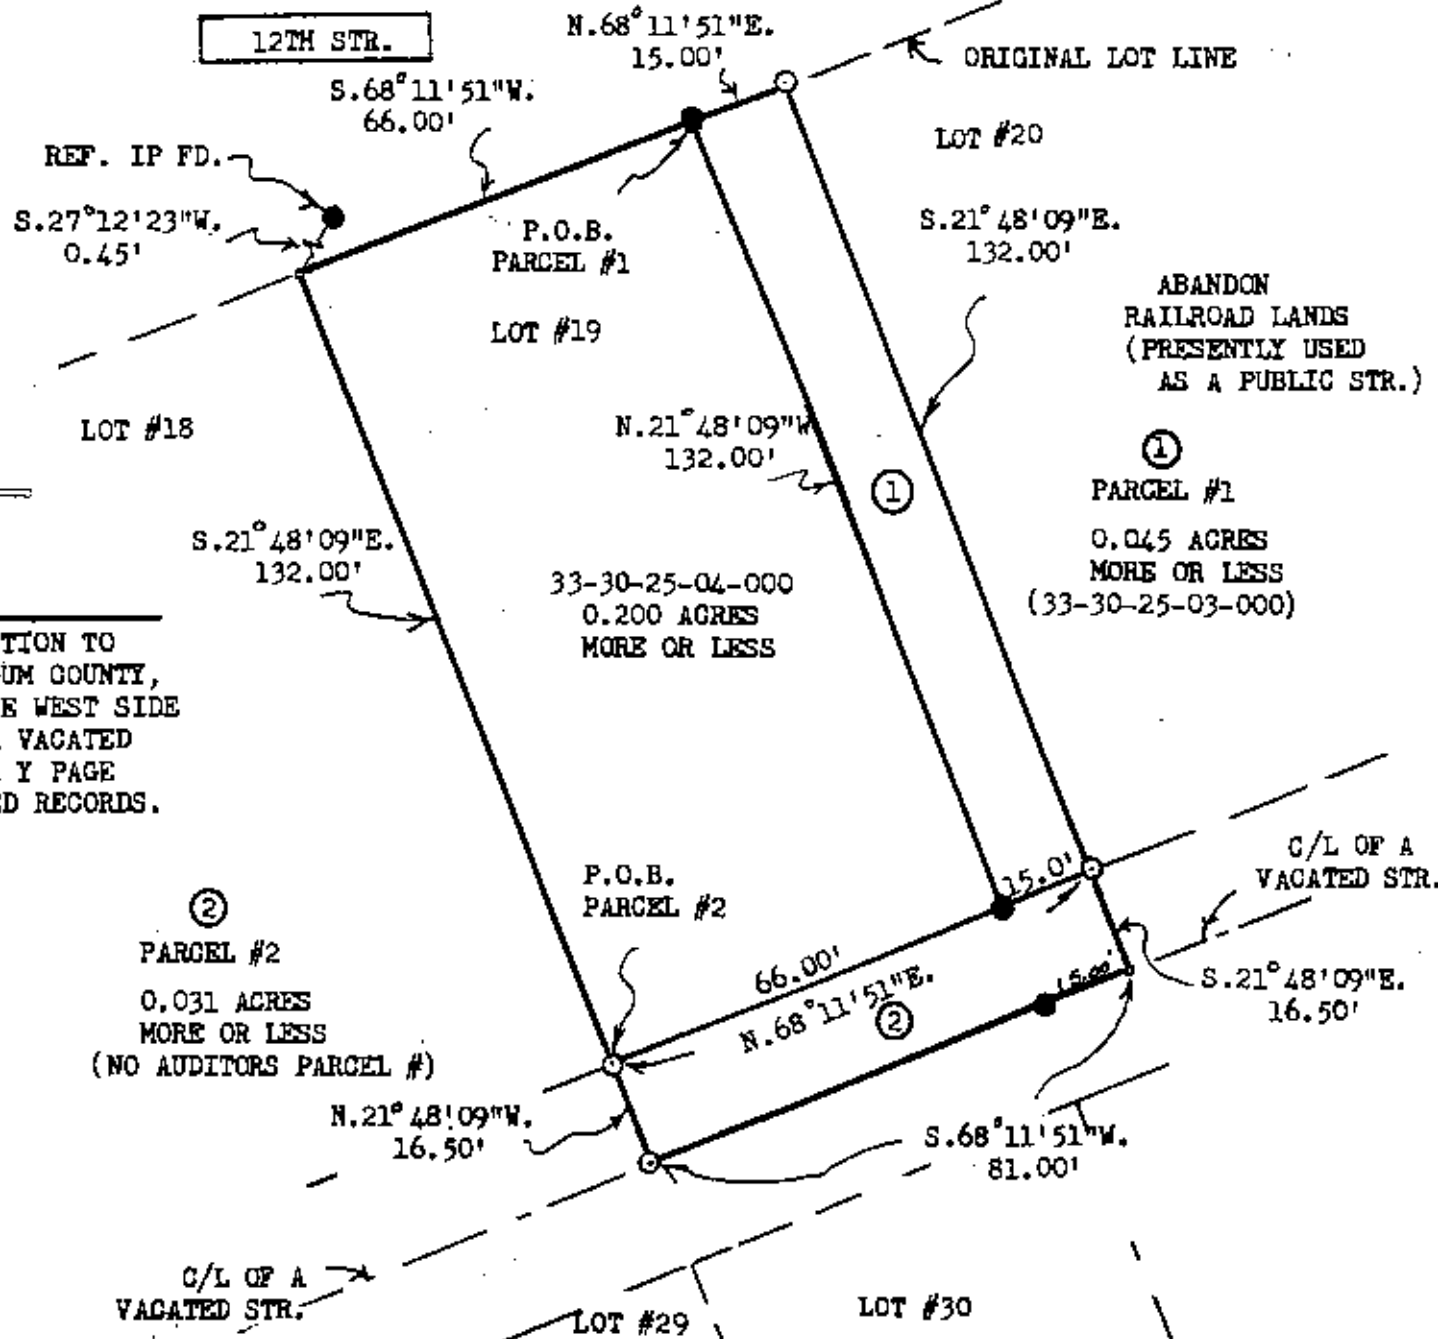 12TH STR.
N.68°11'51"E.
15.00'
ORIGINAL LOT LINE
S.68°11'51"W.
66.00'
LOT #20
REF. IP FD.
S.27°12'23"W.
0.45'
P.O.B.
PARCEL #1
S.21°48'09"E.
132.00'
ABANDON
RAILROAD LANDS
(PRESENTLY USED
AS A PUBLIC STR.)
LOT #19
LOT #18
N.21°48'09"W
132.00'
1
1
PARCEL #1
0.045 ACRES
MORE OR LESS
(33-30-25-03-000)
S.21°48'09"E.
132.00'
33-30-25-04-000
0.200 ACRES
MORE OR LESS
TION TO
UM COUNTY,
E WEST SIDE
VACATED
Y PAGE
ED RECORDS.
P.O.B.
PARCEL #2
15.0'
C/L OF A
VACATED STR.
2
PARCEL #2
0.031 ACRES
MORE OR LESS
(NO AUDITORS PARCEL #)
66.00'
N.68°11'51"E.
2
15.00'
S.21°48'09"E.
16.50'
N.21°48'09"W.
16.50'
S.68°11'51"W.
81.00'
C/L OF A
VACATED STR.
LOT #29
LOT #30